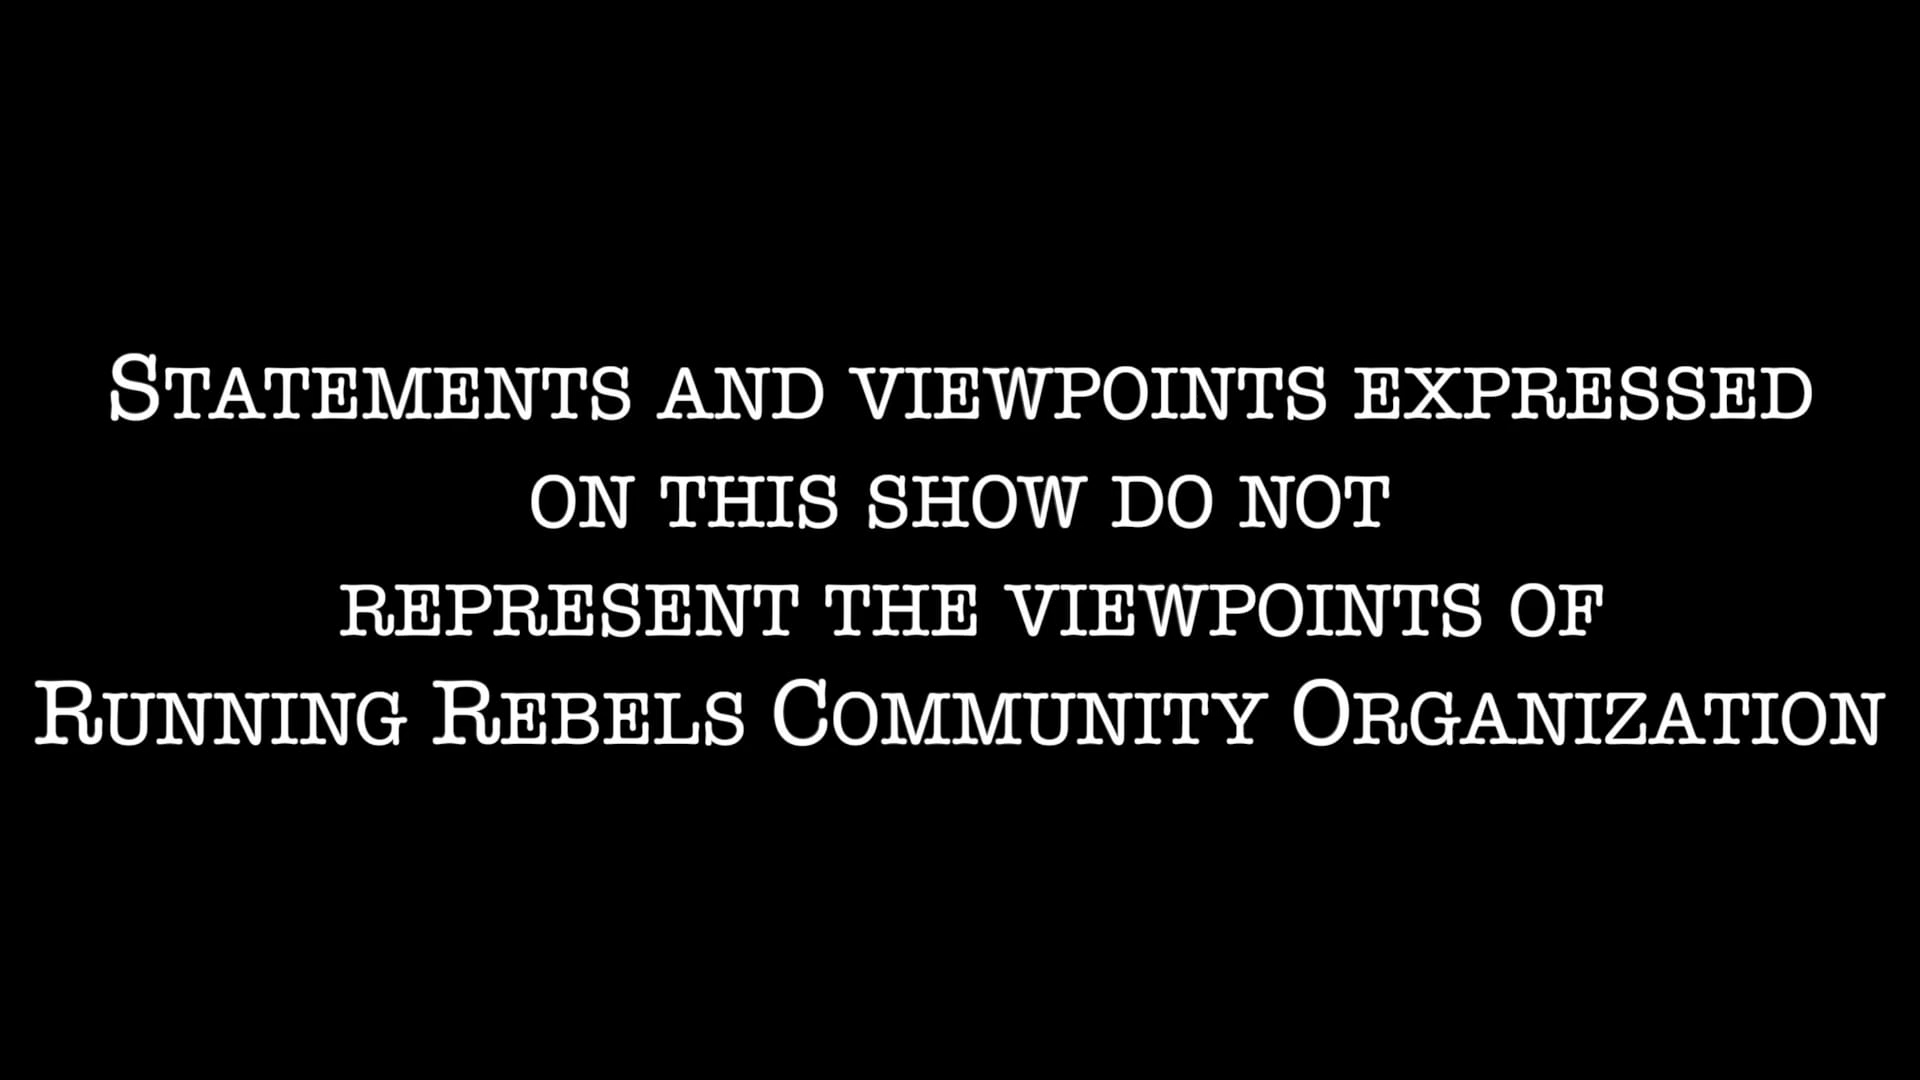 Statements and viewpoints expressed
on this show do not
represent the viewpoints of
Running Rebels Community Organization